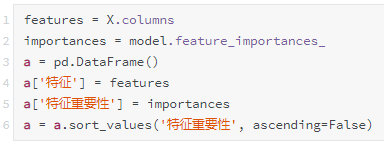 1 features = X.columns
2 importances = model.feature_importances_
3 a = pd.DataFrame()
4 a['特征'] = features
5 a['特征重要性'] = importances
6 a = a.sort_values('特征重要性', ascending=False)